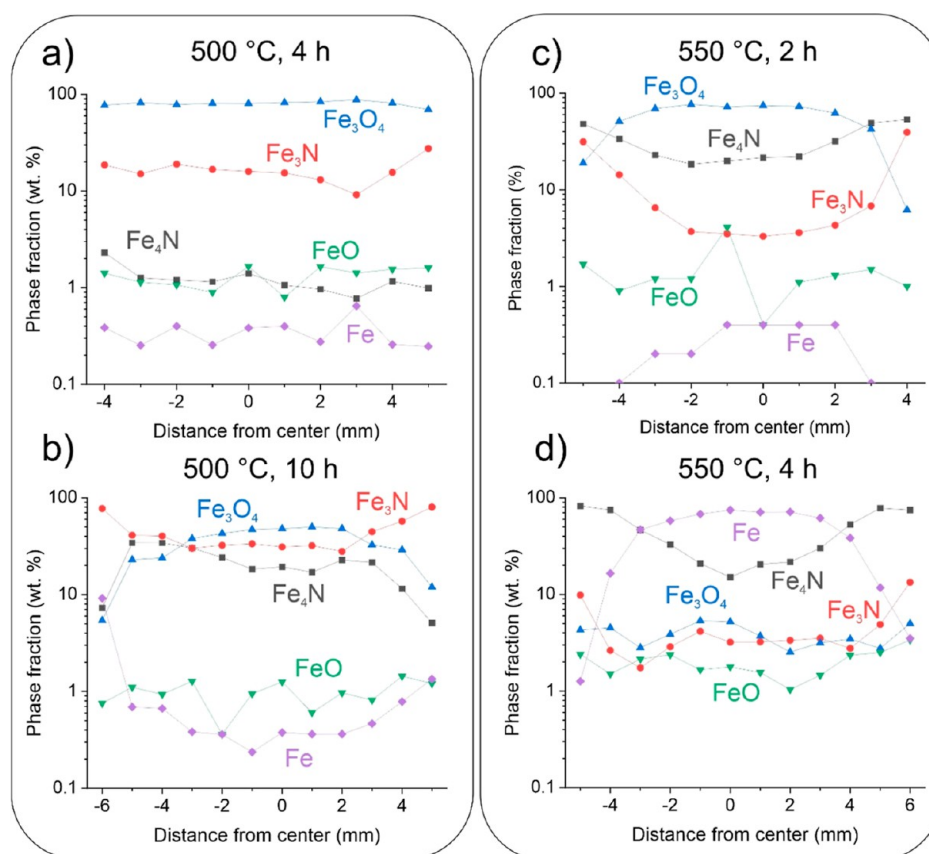 a) 500 °C, 4 h
Phase fraction (wt. %)
100
10
1
0.1
Fe₃O₄
Fe₃N
Fe₄N
FeO
Fe
-4 -2 0 2 4
Distance from center (mm)
b) 500 °C, 10 h
Phase fraction (wt. %)
100
10
1
0.1
Fe₃O₄
Fe₃N
Fe₄N
FeO
Fe
-6 -4 -2 0 2 4
Distance from center (mm)
c) 550 °C, 2 h
Phase fraction (%)
100
10
1
0.1
Fe₃O₄
Fe₄N
Fe₃N
FeO
Fe
-4 -2 0 2 4
Distance from center (mm)
d) 550 °C, 4 h
Phase fraction (wt. %)
100
10
1
0.1
Fe
Fe₄N
Fe₃O₄
Fe₃N
FeO
-4 -2 0 2 4 6
Distance from center (mm)